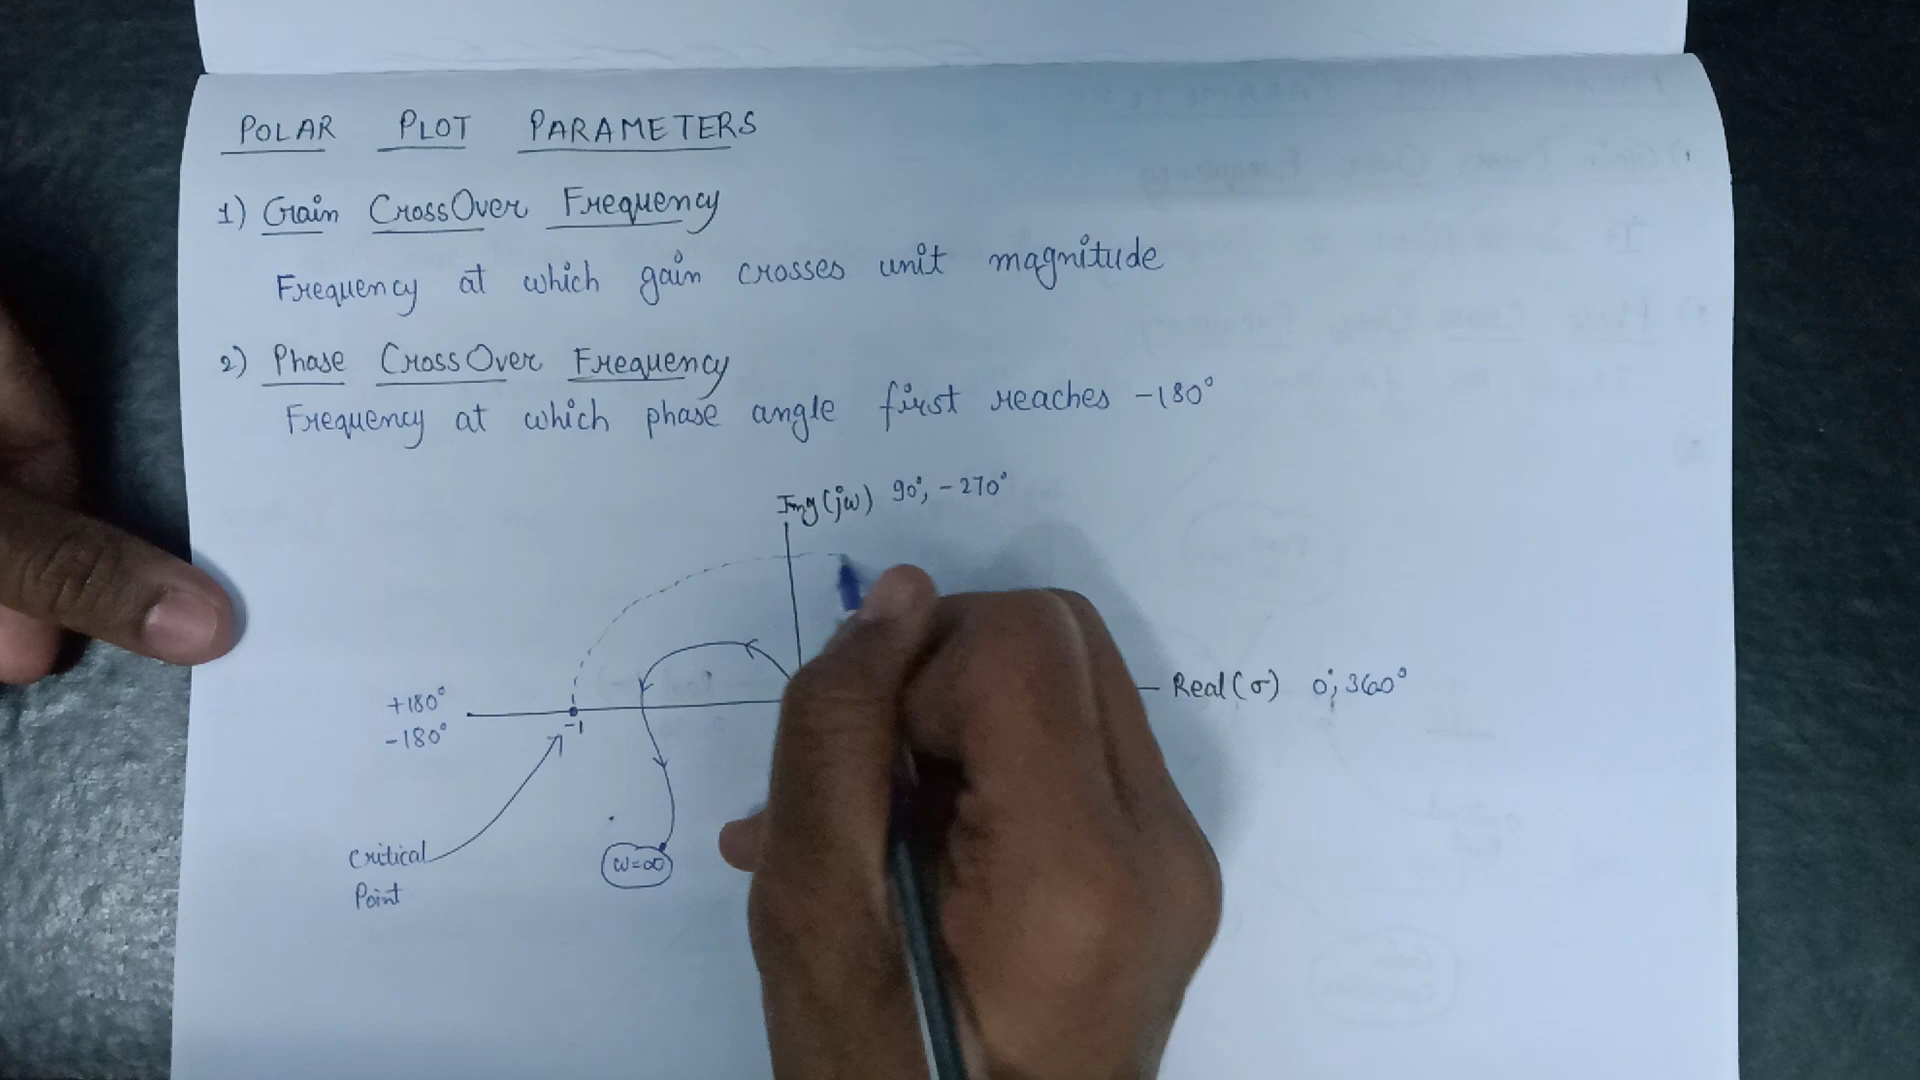 POLAR PLOT PARAMETERS
1) Gain CrossOver Frequency
Frequency at which gain crosses unit magnitude
2) Phase CrossOver Frequency
Frequency at which phase angle first reaches -180°
Img(jω) 90°, -270°
+180°
-180°
-1
Real(σ) 0°, 360°
Critical
Point
ω=∞